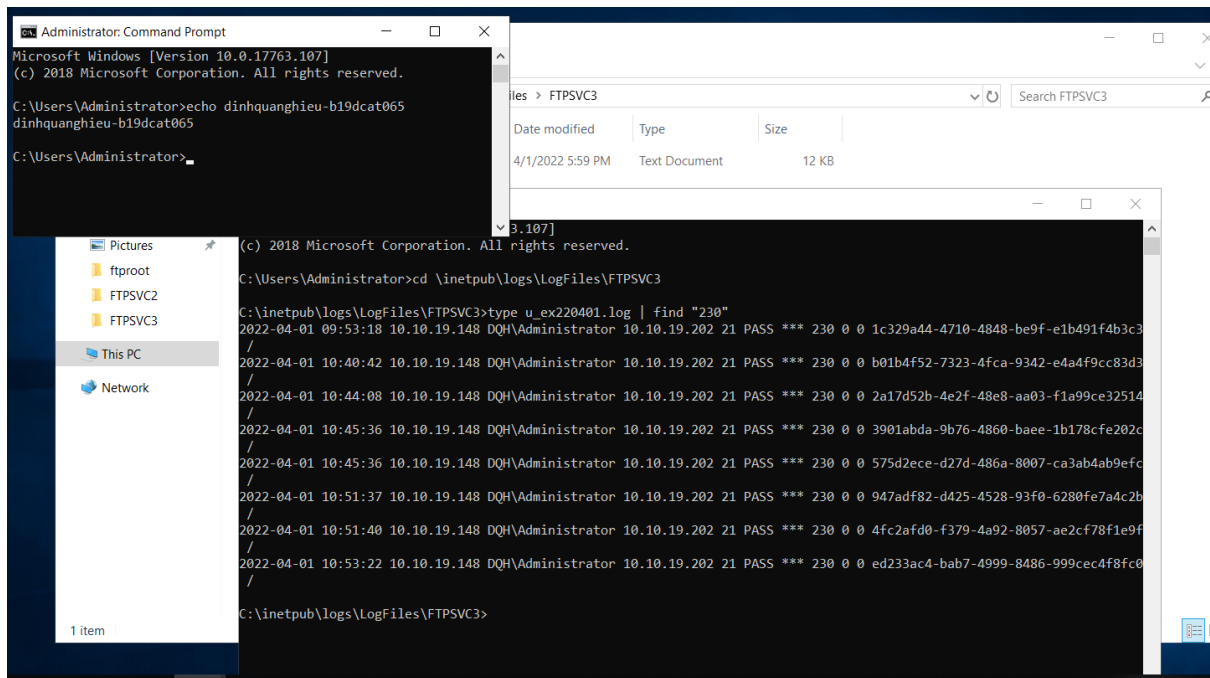 Administrator: Command Prompt
Microsoft Windows [Version 10.0.17763.107]
(c) 2018 Microsoft Corporation. All rights reserved.
C:\Users\Administrator>echo dinhquanghieu-b19dcat065
dinhquanghieu-b19dcat065
C:\Users\Administrator>
iles > FTPSVC3
Search FTPSVC3
Date modified Type Size
4/1/2022 5:59 PM Text Document 12 KB
Pictures
ftproot
FTPSVC2
FTPSVC3
This PC
Network
1 item
3.107]
(c) 2018 Microsoft Corporation. All rights reserved.
C:\Users\Administrator>cd \inetpub\logs\LogFiles\FTPSVC3
C:\inetpub\logs\LogFiles\FTPSVC3>type u_ex220401.log | find "230"
2022-04-01 09:53:18 10.10.19.148 DQH\Administrator 10.10.19.202 21 PASS *** 230 0 0 1c329a44-4710-4848-be9f-e1b491f4b3c3
/
2022-04-01 10:40:42 10.10.19.148 DQH\Administrator 10.10.19.202 21 PASS *** 230 0 0 b01b4f52-7323-4fca-9342-e4a4f9cc83d3
/
2022-04-01 10:44:08 10.10.19.148 DQH\Administrator 10.10.19.202 21 PASS *** 230 0 0 2a17d52b-4e2f-48e8-aa03-f1a99ce32514
/
2022-04-01 10:45:36 10.10.19.148 DQH\Administrator 10.10.19.202 21 PASS *** 230 0 0 3901abda-9b76-4860-baee-1b178cfe202c
/
2022-04-01 10:45:36 10.10.19.148 DQH\Administrator 10.10.19.202 21 PASS *** 230 0 0 575d2ece-d27d-486a-8007-ca3ab4ab9efc
/
2022-04-01 10:51:37 10.10.19.148 DQH\Administrator 10.10.19.202 21 PASS *** 230 0 0 947adf82-d425-4528-93f0-6280fe7a4c2b
/
2022-04-01 10:51:40 10.10.19.148 DQH\Administrator 10.10.19.202 21 PASS *** 230 0 0 4fc2afd0-f379-4a92-8057-ae2cf78f1e9f
/
2022-04-01 10:53:22 10.10.19.148 DQH\Administrator 10.10.19.202 21 PASS *** 230 0 0 ed233ac4-bab7-4999-8486-999cec4f8fc0
/
C:\inetpub\logs\LogFiles\FTPSVC3>